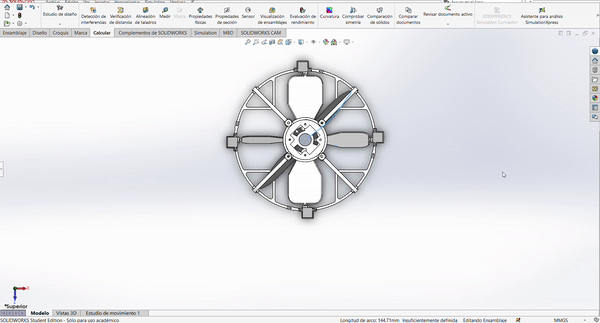 Estudio de diseño
Detección de interferencias
Verificación de distancia
Alineación de taladros
Medir
Propiedades físicas
Propiedades de sección
Sensor
Visualización de ensamblajes
Evaluación de rendimiento
Curvatura
Comprobar simetría
Comparación de sólidos
Comparar documentos
Revisar documento activo
3DEXPERIENCE
Simulation Connector
Asistente para análisis
SimulationXpress
Ensamblaje Diseño Croquis Marca Calcular Complementos de SOLIDWORKS Simulation MBD SOLIDWORKS CAM
*Superior
Modelo Vistas 3D Estudio de movimiento 1
SOLIDWORKS Student Edition - Sólo para uso académico Longitud de arco: 144.71mm Insuficientemente definida Editando Ensamblaje MMGS